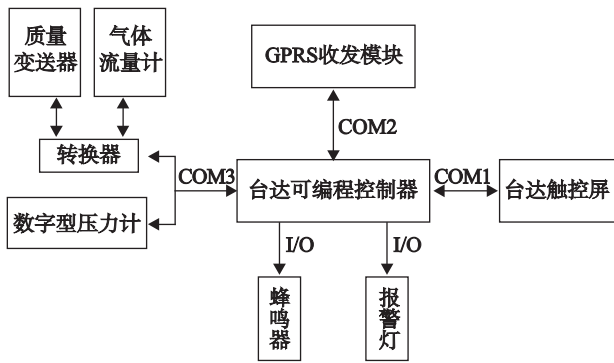 质量
变送器
气体
流量计
GPRS收发模块
COM2
转换器
COM3
台达可编程控制器
COM1
台达触控屏
数字型压力计
I/O
I/O
蜂鸣器
报警灯